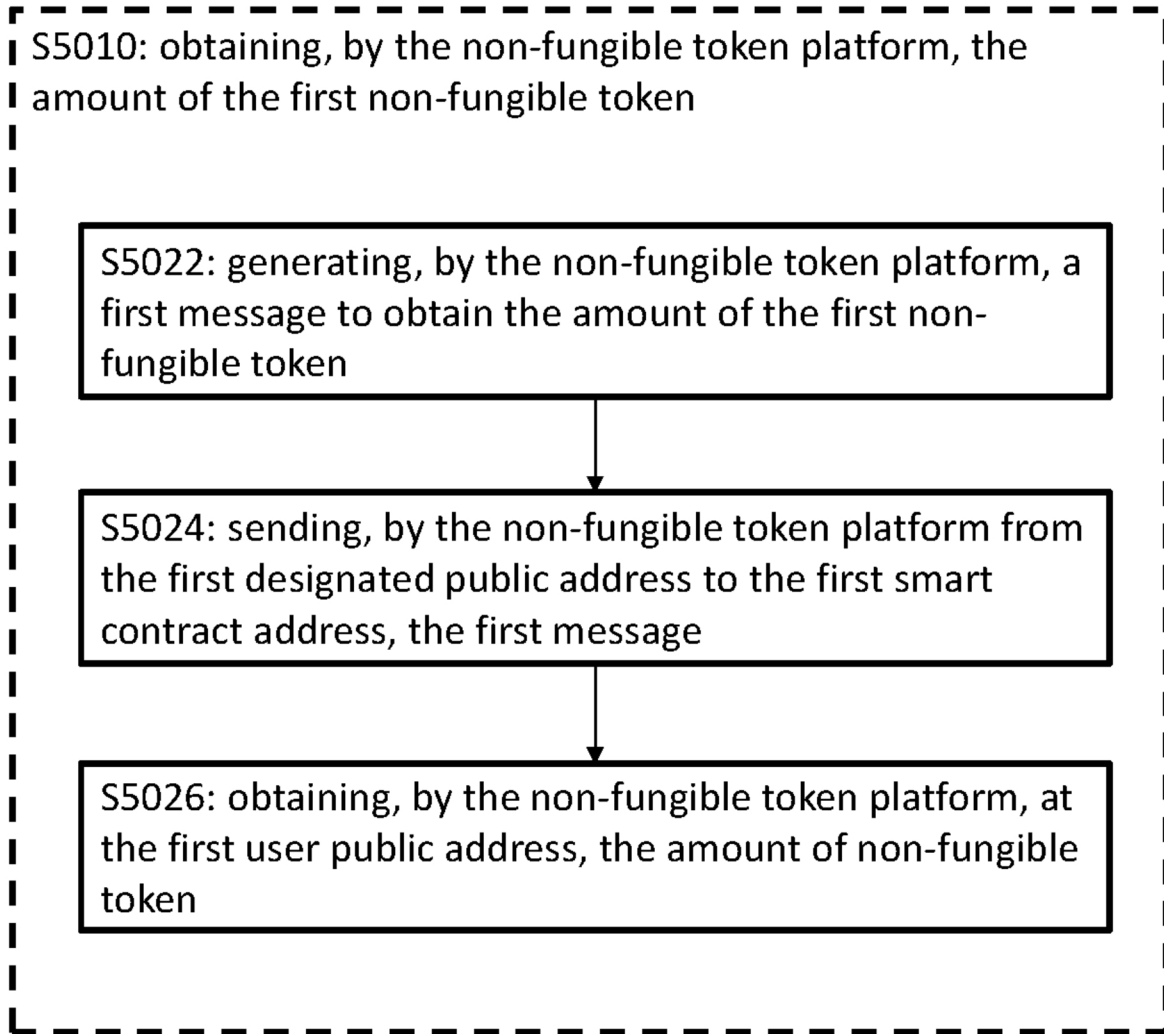 S5010: obtaining, by the non-fungible token platform, the
amount of the first non-fungible token
S5022: generating, by the non-fungible token platform, a
first message to obtain the amount of the first non-
fungible token
S5024: sending, by the non-fungible token platform from
the first designated public address to the first smart
contract address, the first message
S5026: obtaining, by the non-fungible token platform, at
the first user public address, the amount of non-fungible
token